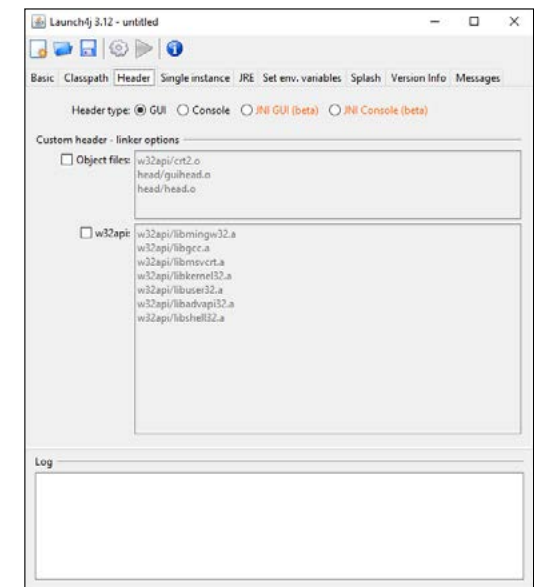 Launch4j 3.12 - untitled
Basic Classpath Header Single instance JRE Set env. variables Splash Version Info Messages
Header type: GUI Console JNI GUI (beta) JNI Console (beta)
Custom header - linker options
Object files:
w32api/crt2.o
head/guihead.o
head/head.o
w32api:
w32api/libmingw32.a
w32api/libgcc.a
w32api/libmsvcrt.a
w32api/libkernel32.a
w32api/libuser32.a
w32api/libadvapi32.a
w32api/libshell32.a
Log